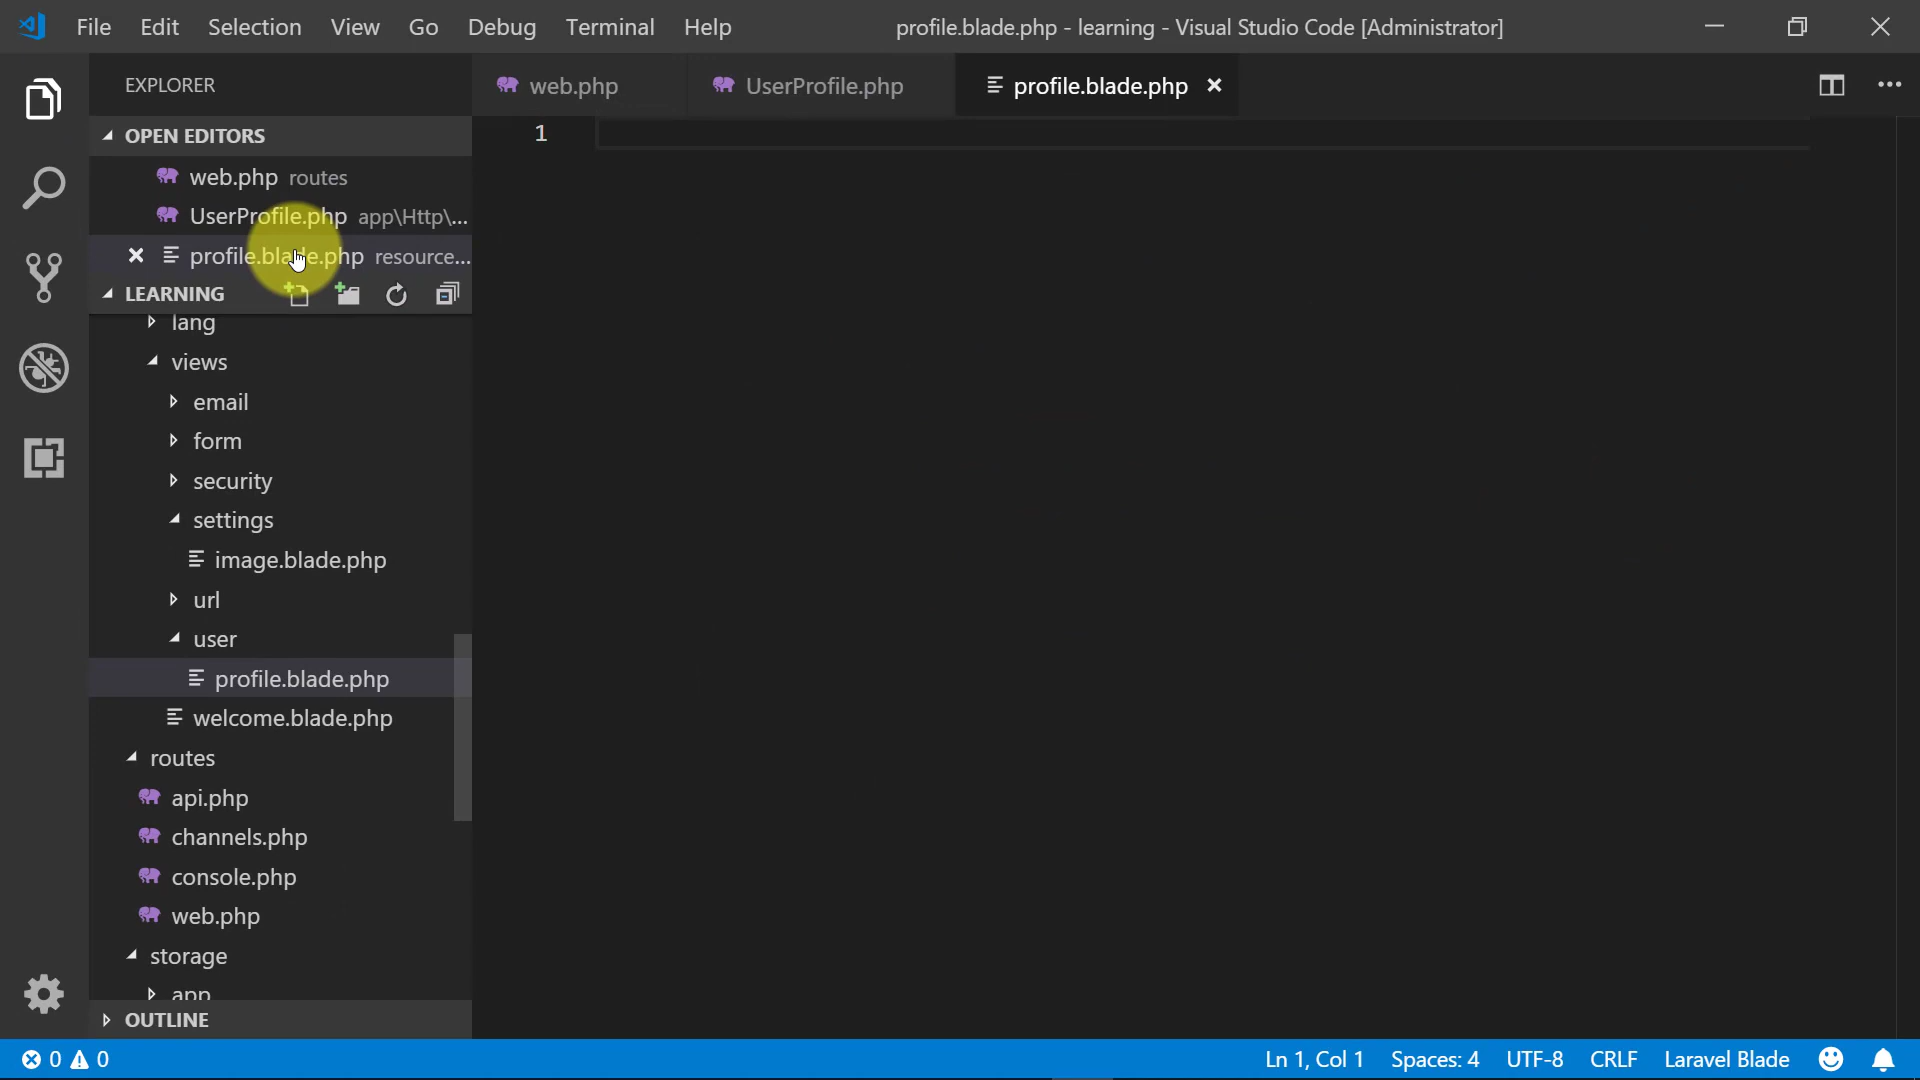 File Edit Selection View Go Debug Terminal Help profile.blade.php - learning - Visual Studio Code [Administrator]
EXPLORER
web.php UserProfile.php profile.blade.php
OPEN EDITORS
web.php routes
UserProfile.php app\Http\...
profile.blade.php resource...
LEARNING
lang
views
email
form
security
settings
image.blade.php
url
user
profile.blade.php
welcome.blade.php
routes
api.php
channels.php
console.php
web.php
storage
app
OUTLINE
1
0 0 Ln 1, Col 1 Spaces: 4 UTF-8 CRLF Laravel Blade